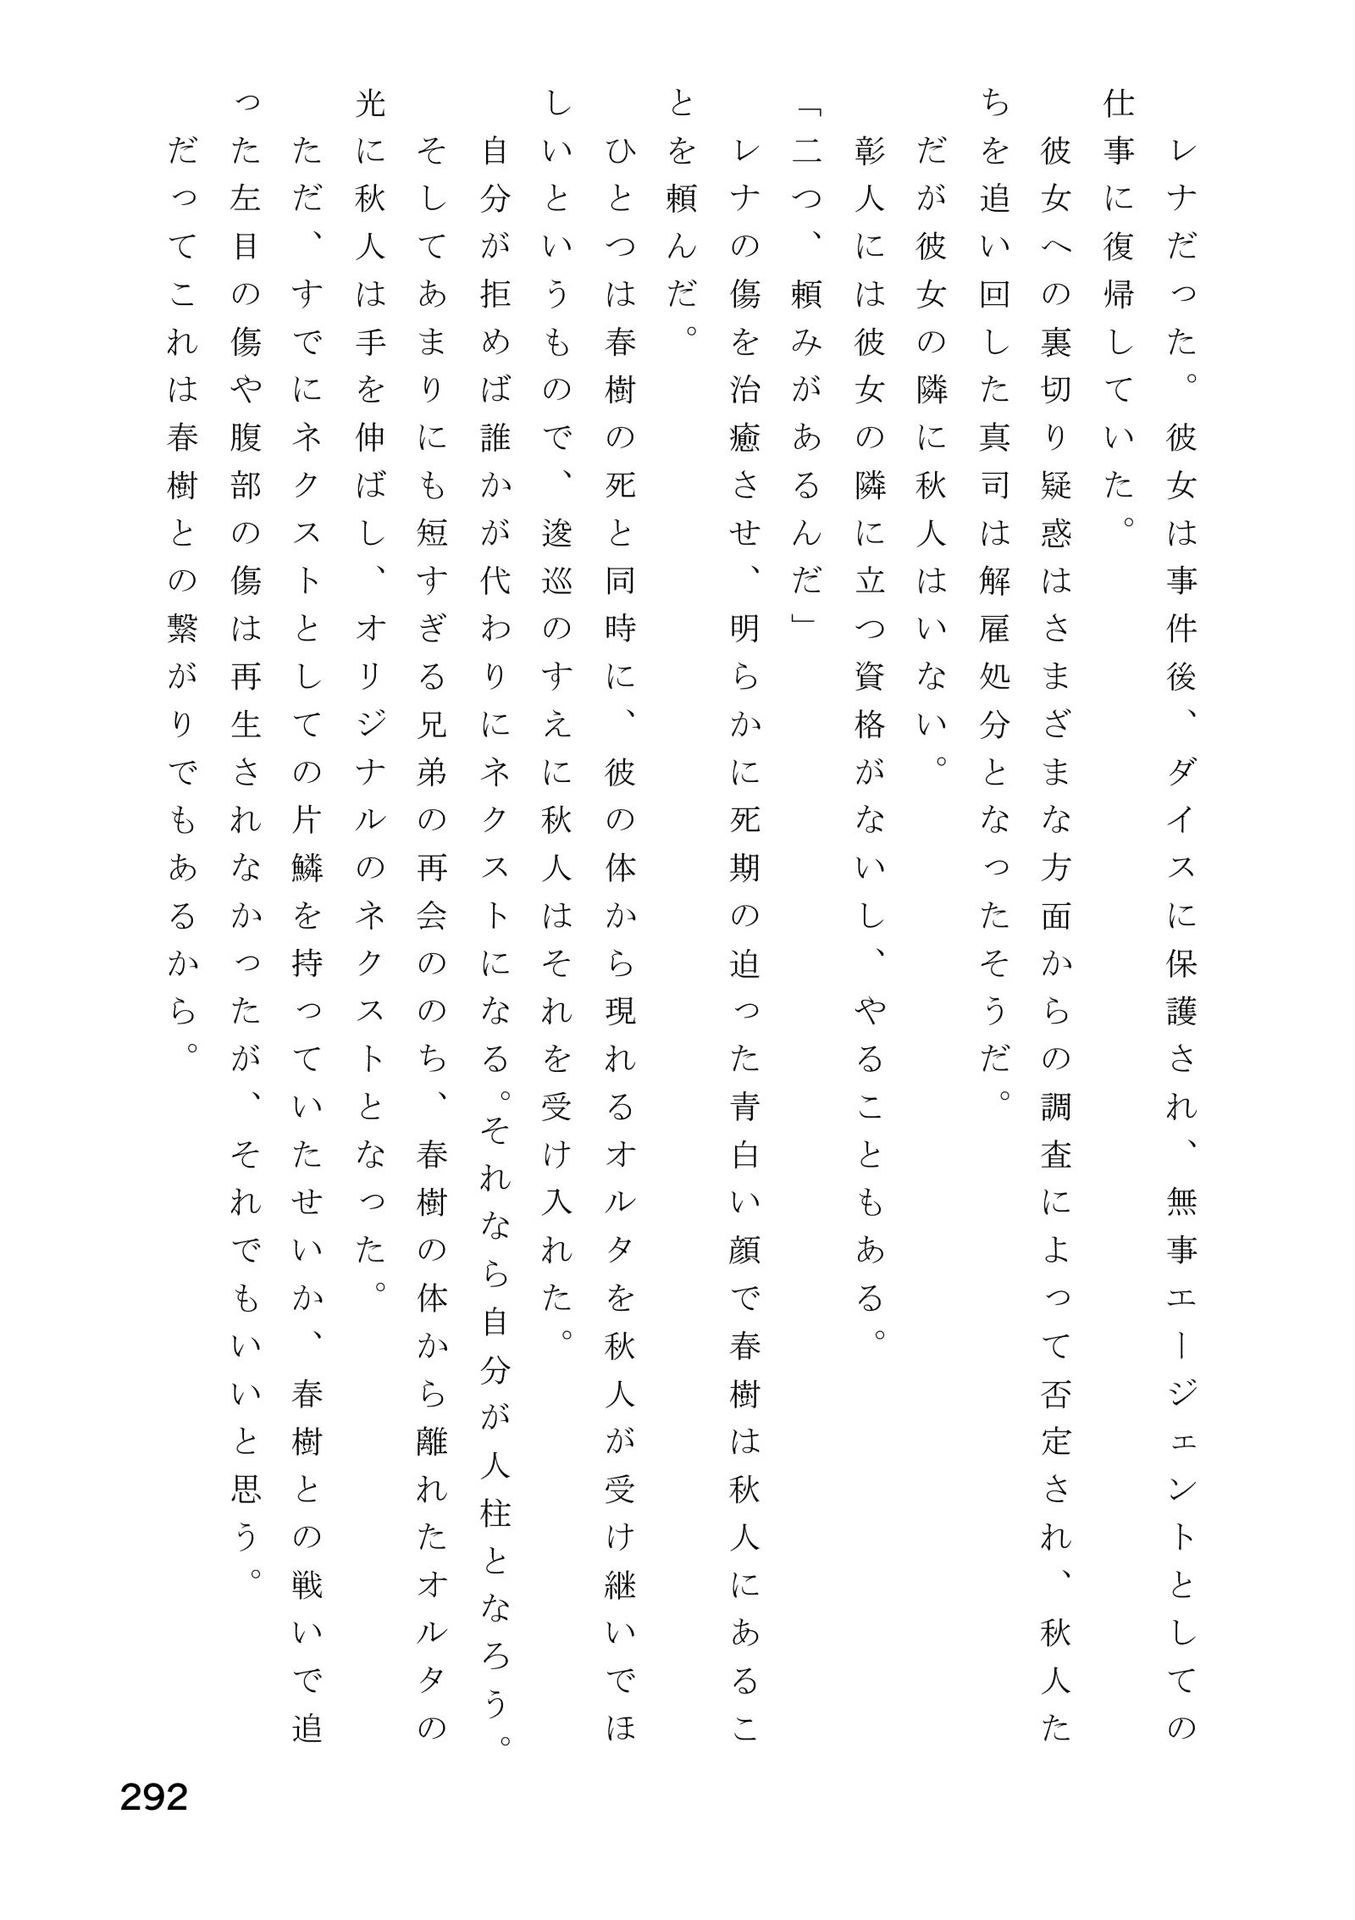 レナだった。彼女は事件後、ダイスに保護され、無事エージェントとしての
仕事に復帰していた。
彼女への裏切り疑惑はさまざまな方面からの調査によって否定され、秋人た
ちを追い回した真司は解雇処分となったそうだ。
だが彼女の隣に秋人はいない。
彰人には彼女の隣に立つ資格がないし、やることもある。
「二つ、頼みがあるんだ」
レナの傷を治癒させ、明らかに死期の迫った青白い顔で春樹は秋人にあるこ
とを頼んだ。
ひとつは春樹の死と同時に、彼の体から現れるオルタを秋人が受け継いでほ
しいというもので、逡巡のすえに秋人はそれを受け入れた。
自分が拒めば誰かが代わりにネクストになる。それなら自分が人柱となろう。
そしてあまりにも短すぎる兄弟の再会ののち、春樹の体から離れたオルタの
光に秋人は手を伸ばし、オリジナルのネクストとなった。
ただ、すでにネクストとしての片鱗を持っていたせいか、春樹との戦いで追
った左目の傷や腹部の傷は再生されなかったが、それでもいいと思う。
だってこれは春樹との繋がりでもあるから。
292